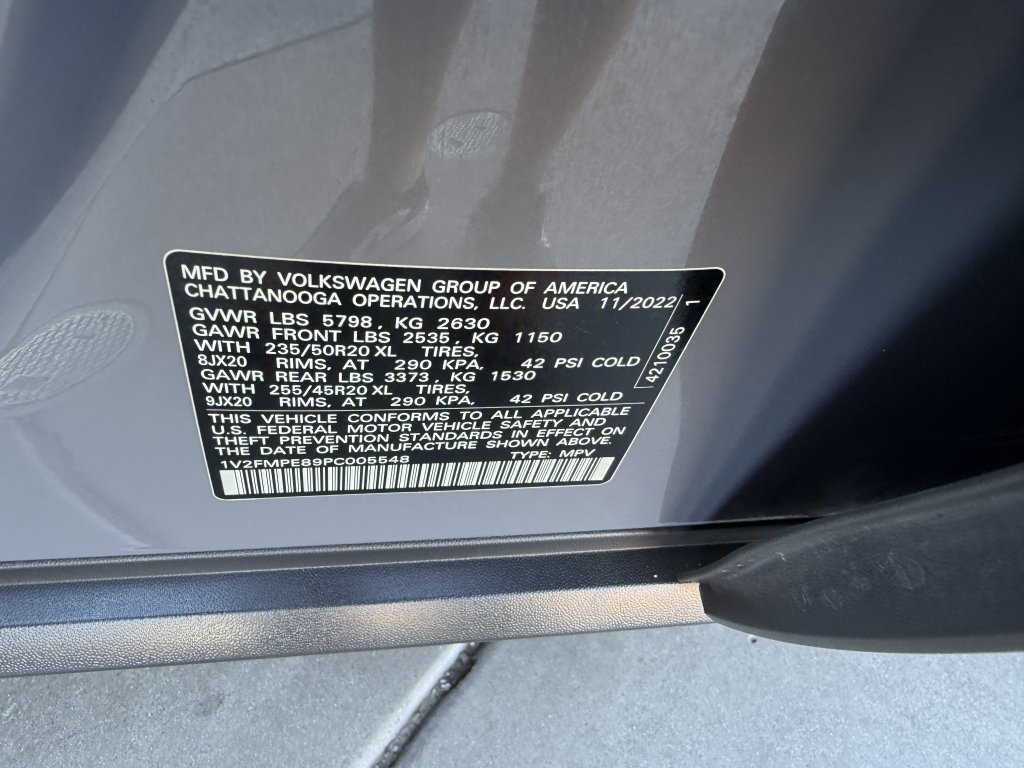 MFD BY VOLKSWAGEN GROUP OF AMERICA
CHATTANOOGA OPERATIONS, LLC. USA 11/2022
GVWR LBS 5798, KG 2630
GAWR FRONT LBS 2535, KG 1150
WITH 235/50R20 XL TIRES,
8JX20 RIMS, AT 290 KPA, 42 PSI COLD
GAWR REAR LBS 3373, KG 1530
WITH 255/45R20 XL TIRES,
9JX20 RIMS, AT 290 KPA, 42 PSI COLD
THIS VEHICLE CONFORMS TO ALL APPLICABLE
U.S. FEDERAL MOTOR VEHICLE SAFETY AND
THEFT PREVENTION STANDARDS IN EFFECT ON
THE DATE OF MANUFACTURE SHOWN ABOVE.
1V2FMPE89PC005548 TYPE: MPV
4210035 1